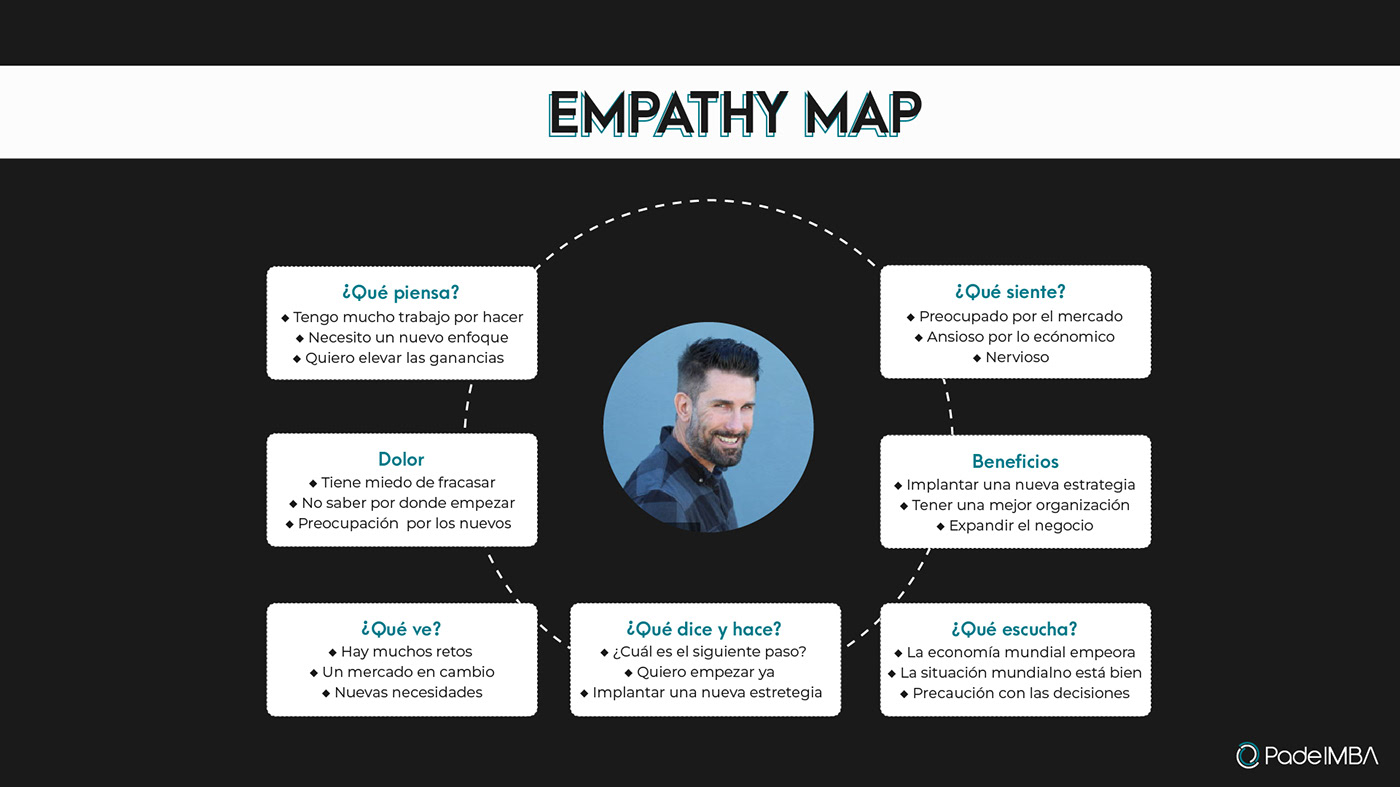 EMPATHY MAP
¿Qué piensa?
◆ Tengo mucho trabajo por hacer
◆ Necesito un nuevo enfoque
◆ Quiero elevar las ganancias
¿Qué siente?
◆ Preocupado por el mercado
◆ Ansioso por lo ecónomico
◆ Nervioso
Dolor
◆ Tiene miedo de fracasar
◆ No saber por donde empezar
◆ Preocupación  por los nuevos
Beneficios
◆ Implantar una nueva estrategia
◆ Tener una mejor organización
◆ Expandir el negocio
¿Qué ve?
◆ Hay muchos retos
◆ Un mercado en cambio
◆ Nuevas necesidades
¿Qué dice y hace?
◆ ¿Cuál es el siguiente paso?
◆ Quiero empezar ya
◆ Implantar una nueva estretegia
¿Qué escucha?
◆ La economía mundial empeora
◆ La situación mundialno está bien
◆ Precaución con las decisiones
PadelMBA